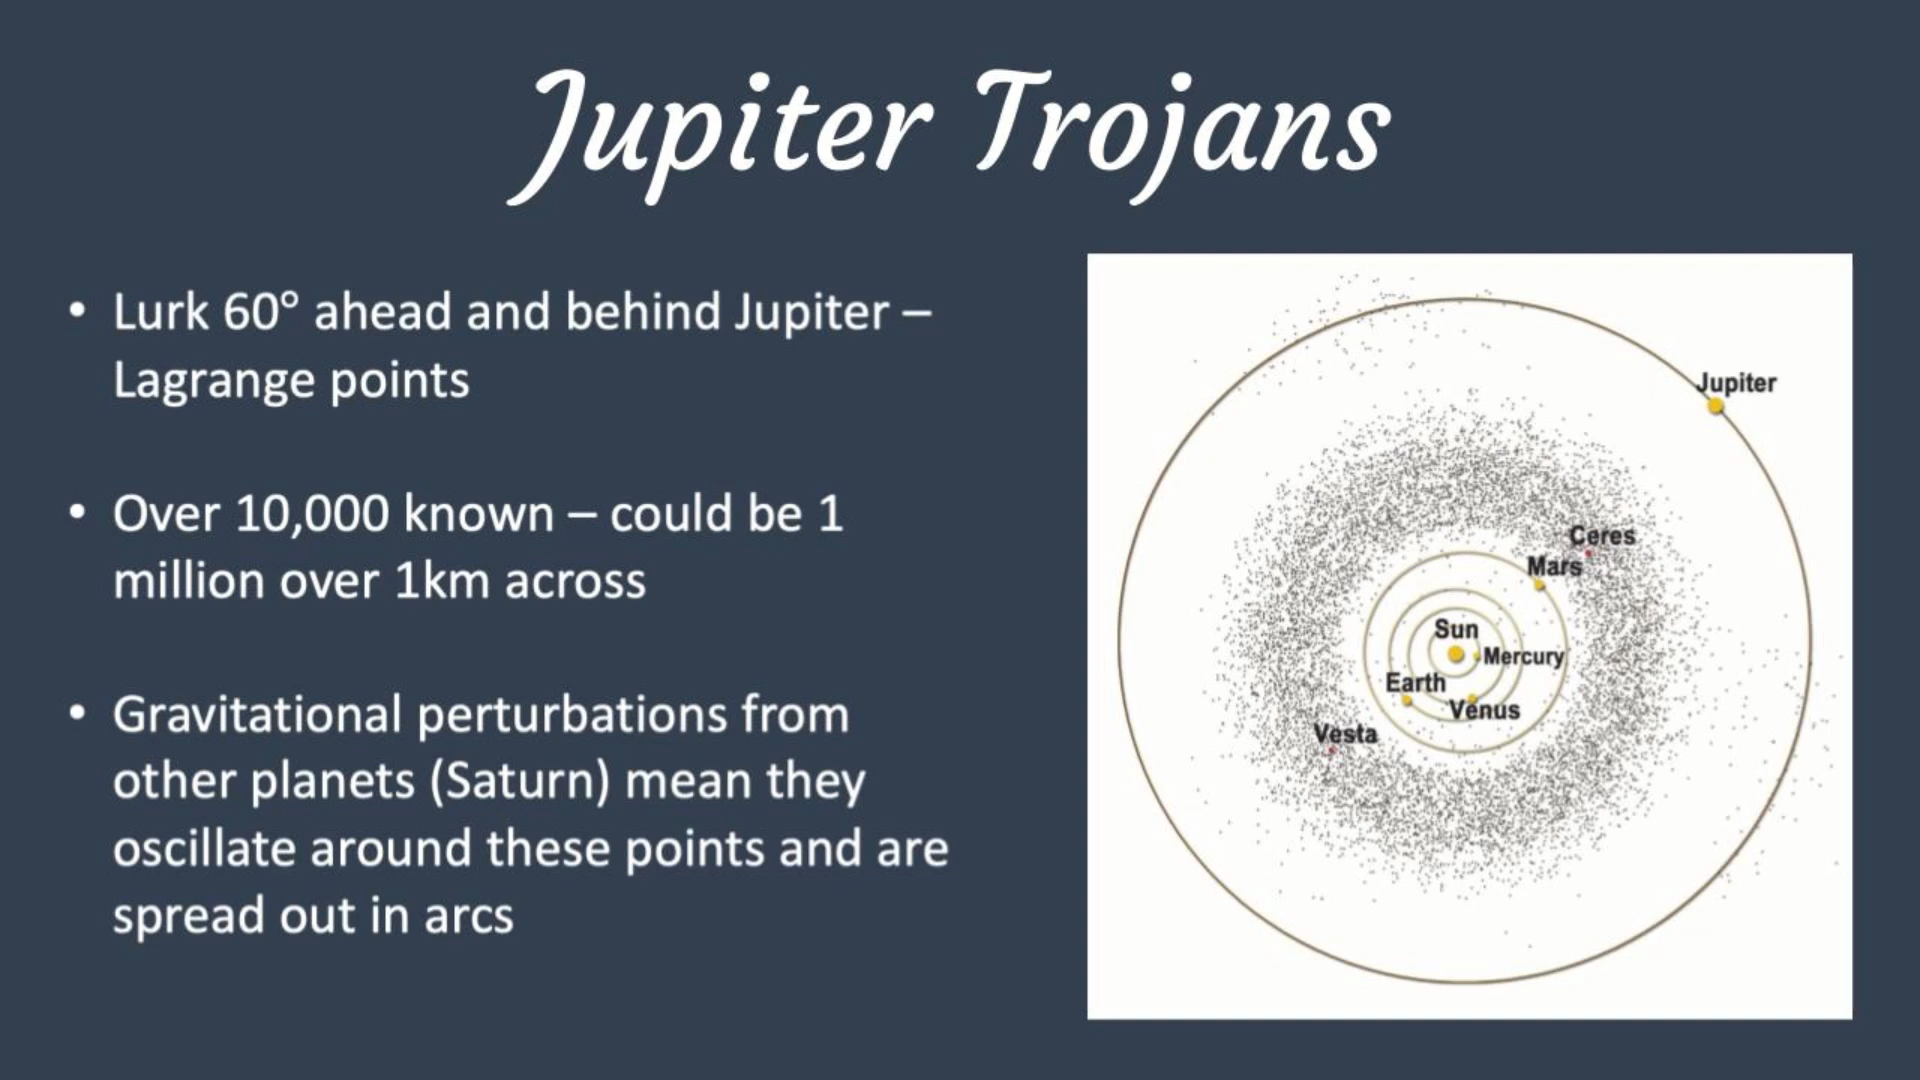 Jupiter Trojans
• Lurk 60° ahead and behind Jupiter –
Lagrange points
• Over 10,000 known – could be 1
million over 1km across
• Gravitational perturbations from
other planets (Saturn) mean they
oscillate around these points and are
spread out in arcs
Jupiter
Ceres
Mars
Sun
Mercury
Earth
Venus
Vesta